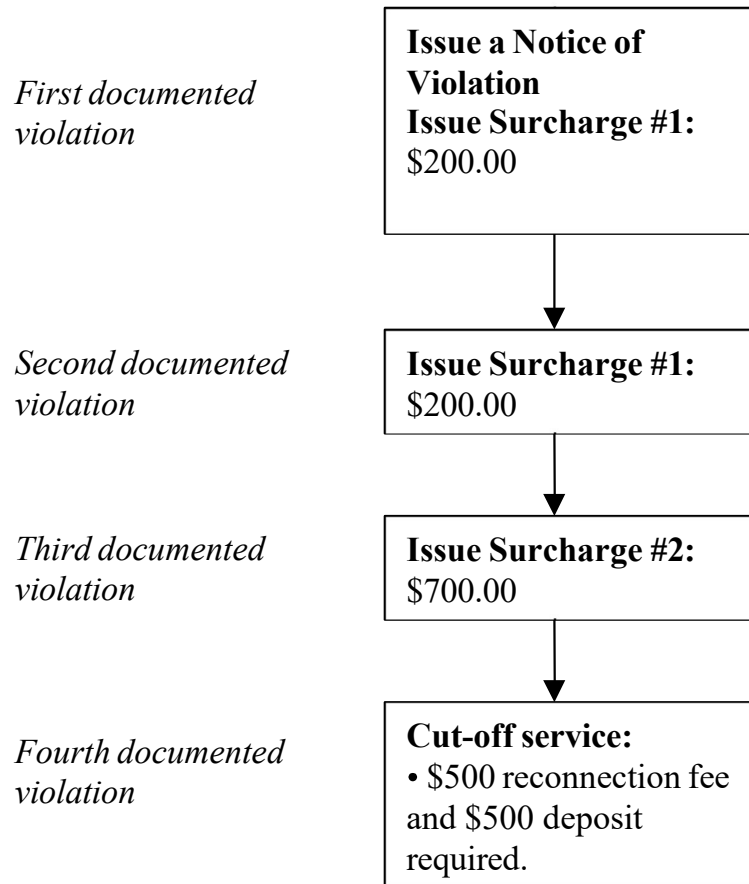 First documented
violation
Issue a Notice of
Violation
Issue Surcharge #1:
$200.00
Second documented
violation
Issue Surcharge #1:
$200.00
Third documented
violation
Issue Surcharge #2:
$700.00
Fourth documented
violation
Cut-off service:
• $500 reconnection fee
and $500 deposit
required.